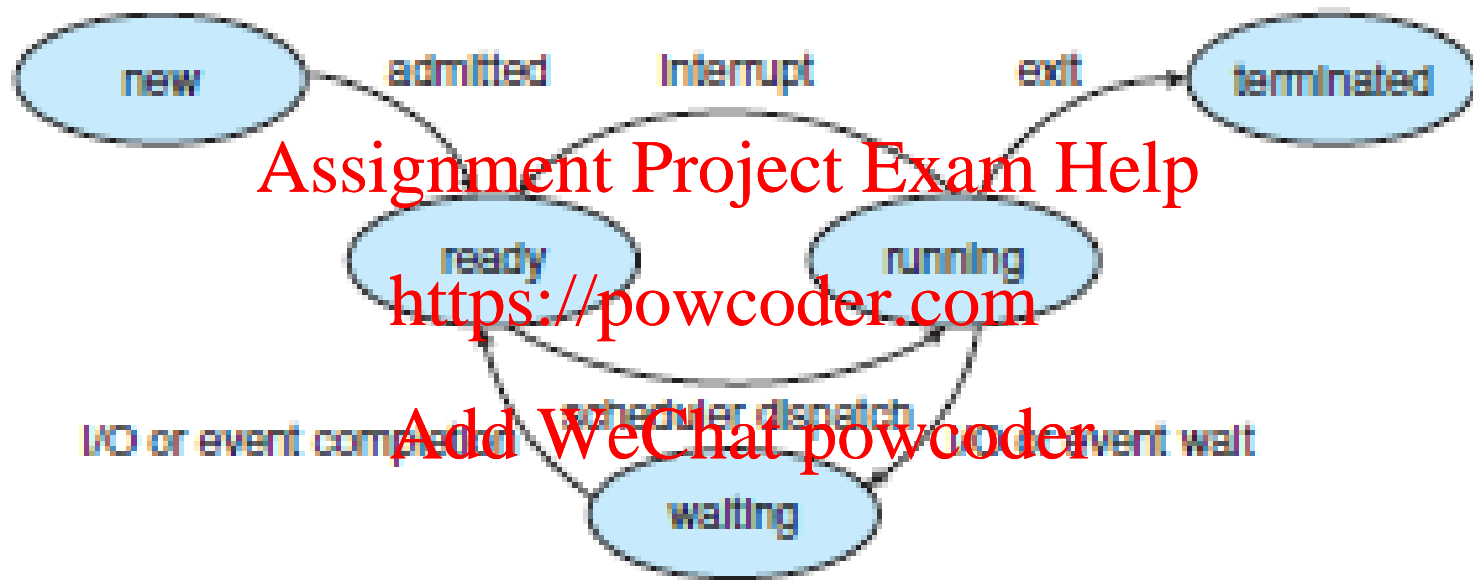 new
admitted
Interrupt
exit
terminated
Assignment Project Exam Help
ready
running
https://powcoder.com
scheduler dispatch
I/O or event completion
Add WeChat powcoder
I/O or event wait
waiting